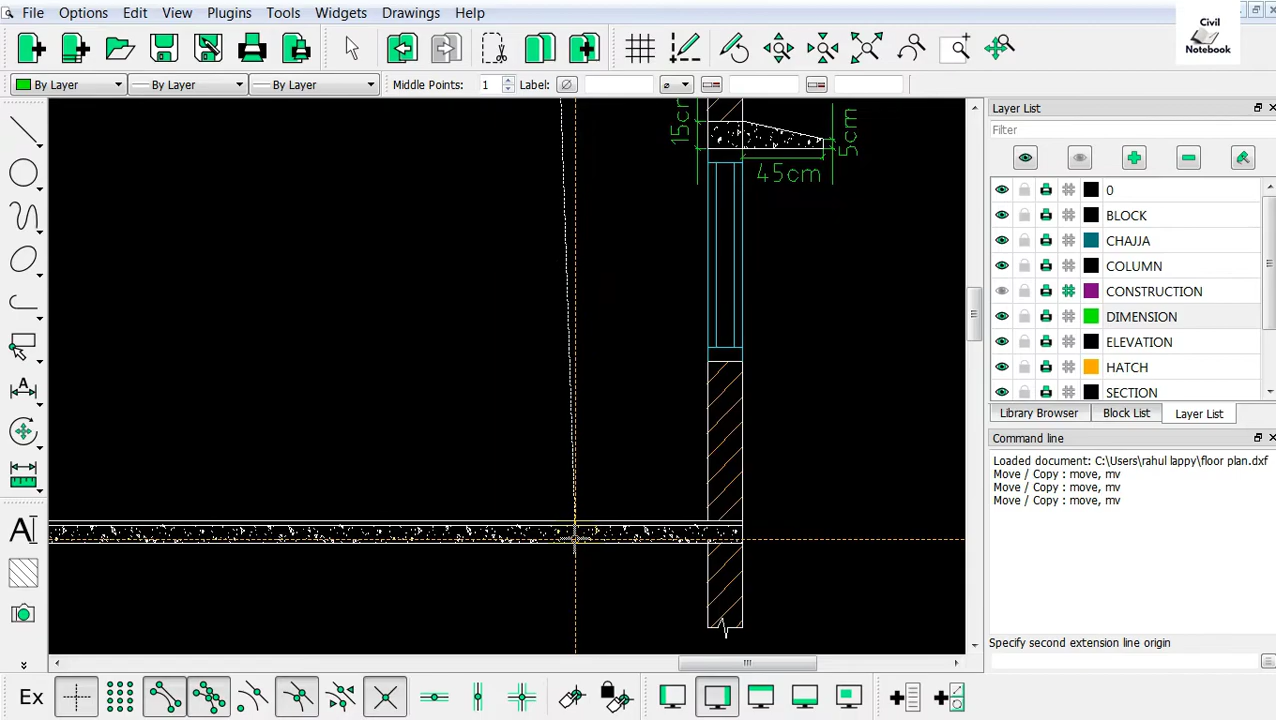 File Options Edit View Plugins Tools Widgets Drawings Help
Civil
Notebook
By Layer By Layer By Layer Middle Points: 1 Label:
Layer List
Filter
0
BLOCK
CHAJJA
COLUMN
CONSTRUCTION
DIMENSION
ELEVATION
HATCH
SECTION
15cm
5cm
45cm
Library Browser Block List Layer List
Command line
Loaded document: C:\Users\rahul lappy\floor plan.dxf
Move / Copy : move, mv
Move / Copy : move, mv
Move / Copy : move, mv
Specify second extension line origin
Ex